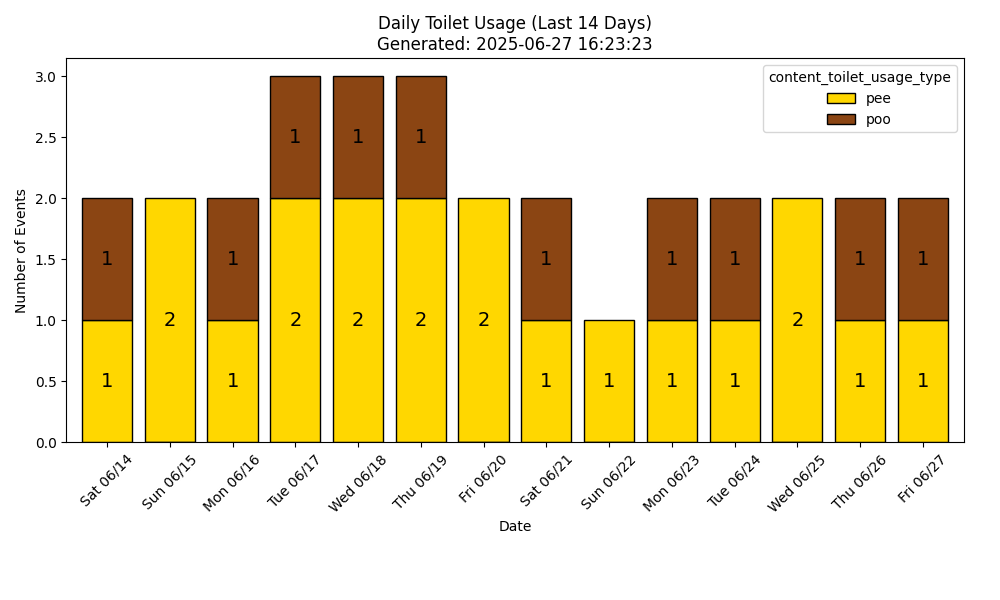 Daily Toilet Usage (Last 14 Days)
Generated: 2025-06-27 16:23:23
content_toilet_usage_type
pee
poo
Number of Events
3.0
2.5
2.0
1.5
1.0
0.5
0.0
1 1 1
1 1 1 1 1 1 1 1
2 2 2 2 2 2
1 1 1 1 1 1 1 1
Sat 06/14
Sun 06/15
Mon 06/16
Tue 06/17
Wed 06/18
Thu 06/19
Fri 06/20
Sat 06/21
Sun 06/22
Mon 06/23
Tue 06/24
Wed 06/25
Thu 06/26
Fri 06/27
Date